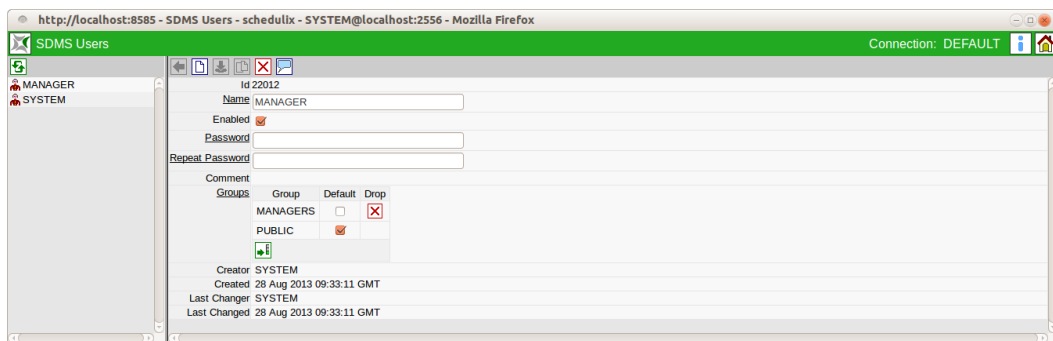 http://localhost:8585 - SDMS Users - schedulix - SYSTEM@localhost:2556 - Mozilla Firefox
SDMS Users
Connection: DEFAULT
MANAGER
SYSTEM
Id 22012
Name MANAGER
Enabled
Password
Repeat Password
Comment
Groups Group Default Drop
MANAGERS
PUBLIC
Creator SYSTEM
Created 28 Aug 2013 09:33:11 GMT
Last Changer SYSTEM
Last Changed 28 Aug 2013 09:33:11 GMT